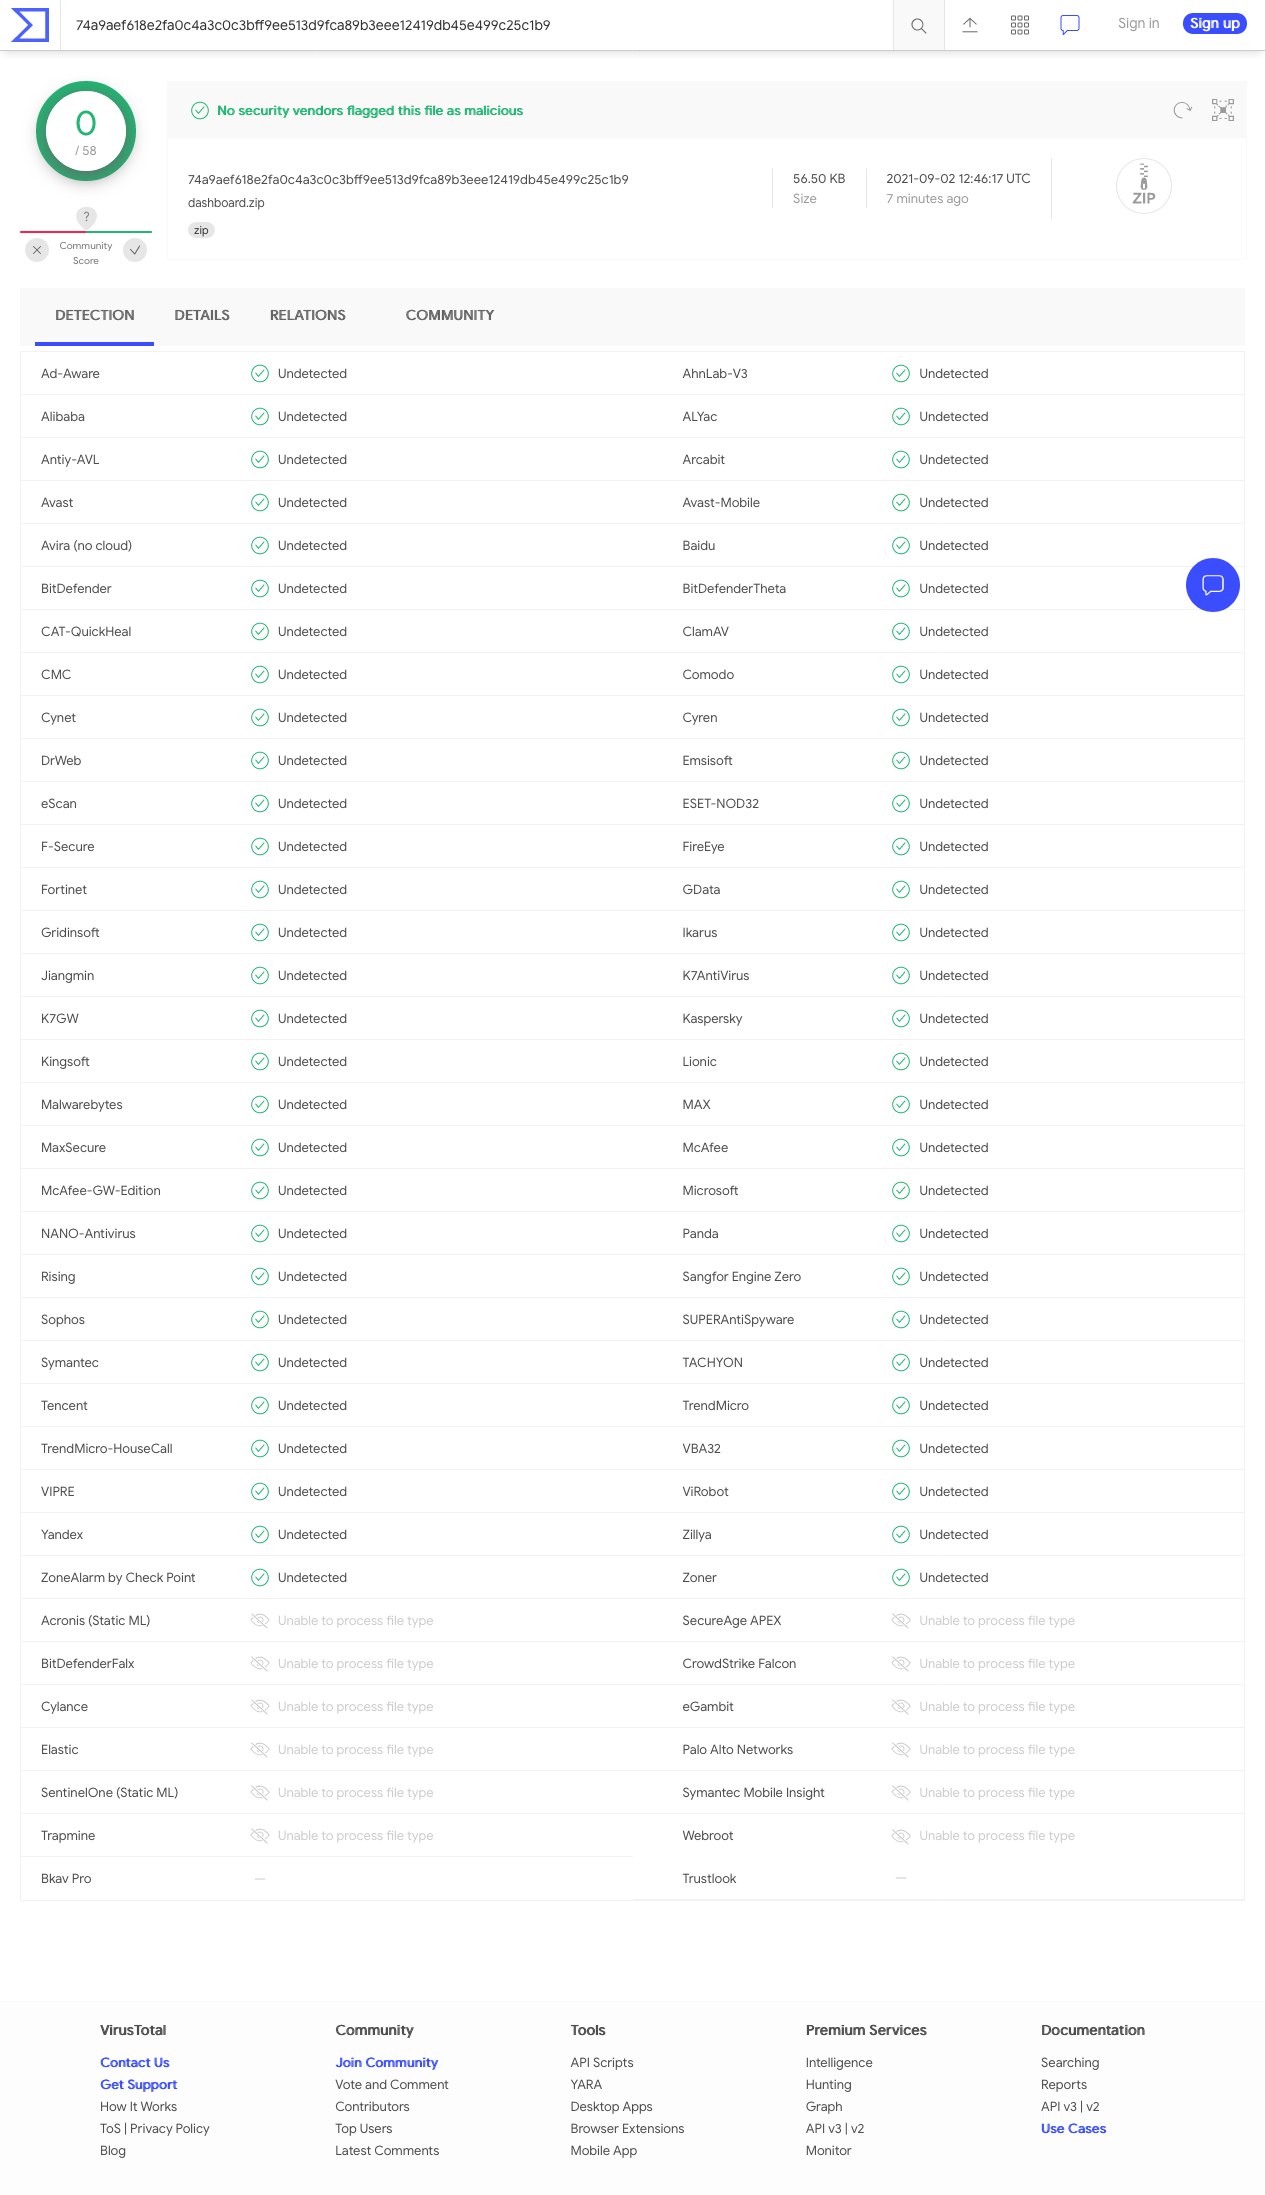 74a9aef618e2fa0c4a3c0c3bff9ee513d9fca89b3eee12419db45e499c25c1b9
Sign in
Sign up
0
/ 58
?
Community
Score
No security vendors flagged this file as malicious
74a9aef618e2fa0c4a3c0c3bff9ee513d9fca89b3eee12419db45e499c25c1b9
dashboard.zip
zip
56.50 KB
Size
2021-09-02 12:46:17 UTC
7 minutes ago
ZIP
DETECTION DETAILS RELATIONS COMMUNITY
Ad-Aware Undetected AhnLab-V3 Undetected
Alibaba Undetected ALYac Undetected
Antiy-AVL Undetected Arcabit Undetected
Avast Undetected Avast-Mobile Undetected
Avira (no cloud) Undetected Baidu Undetected
BitDefender Undetected BitDefenderTheta Undetected
CAT-QuickHeal Undetected ClamAV Undetected
CMC Undetected Comodo Undetected
Cynet Undetected Cyren Undetected
DrWeb Undetected Emsisoft Undetected
eScan Undetected ESET-NOD32 Undetected
F-Secure Undetected FireEye Undetected
Fortinet Undetected GData Undetected
Gridinsoft Undetected Ikarus Undetected
Jiangmin Undetected K7AntiVirus Undetected
K7GW Undetected Kaspersky Undetected
Kingsoft Undetected Lionic Undetected
Malwarebytes Undetected MAX Undetected
MaxSecure Undetected McAfee Undetected
McAfee-GW-Edition Undetected Microsoft Undetected
NANO-Antivirus Undetected Panda Undetected
Rising Undetected Sangfor Engine Zero Undetected
Sophos Undetected SUPERAntiSpyware Undetected
Symantec Undetected TACHYON Undetected
Tencent Undetected TrendMicro Undetected
TrendMicro-HouseCall Undetected VBA32 Undetected
VIPRE Undetected ViRobot Undetected
Yandex Undetected Zillya Undetected
ZoneAlarm by Check Point Undetected Zoner Undetected
Acronis (Static ML) Unable to process file type SecureAge APEX Unable to process file type
BitDefenderFalx Unable to process file type CrowdStrike Falcon Unable to process file type
Cylance Unable to process file type eGambit Unable to process file type
Elastic Unable to process file type Palo Alto Networks Unable to process file type
SentinelOne (Static ML) Unable to process file type Symantec Mobile Insight Unable to process file type
Trapmine Unable to process file type Webroot Unable to process file type
Bkav Pro — Trustlook —
VirusTotal Community Tools Premium Services Documentation
Contact Us Join Community API Scripts Intelligence Searching
Get Support Vote and Comment YARA Hunting Reports
How It Works Contributors Desktop Apps Graph API v3 | v2
ToS | Privacy Policy Top Users Browser Extensions API v3 | v2 Use Cases
Blog Latest Comments Mobile App Monitor